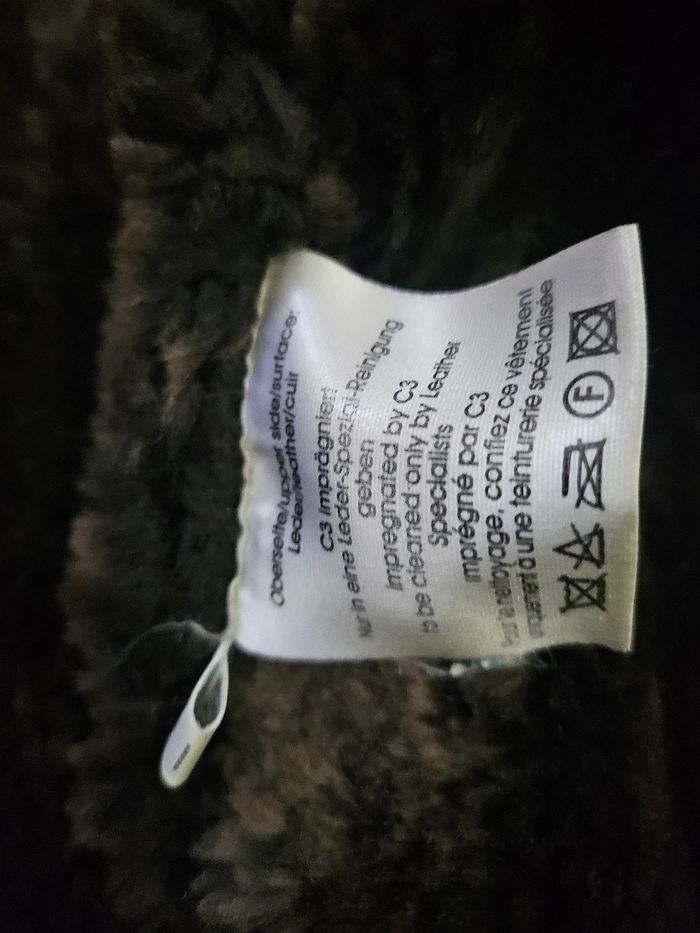 Oberseite/upper side/surface:
Leder/leather/cuir
C3 imprägniert
Nur in eine Leder-Spezial-Reinigung
geben
impregnated by C3
to be cleaned only by Leather
Specialists
imprégné par C3
Pour le nettoyage, confiez ce vêtement
uniquement a une teinturerie spécialisée
F